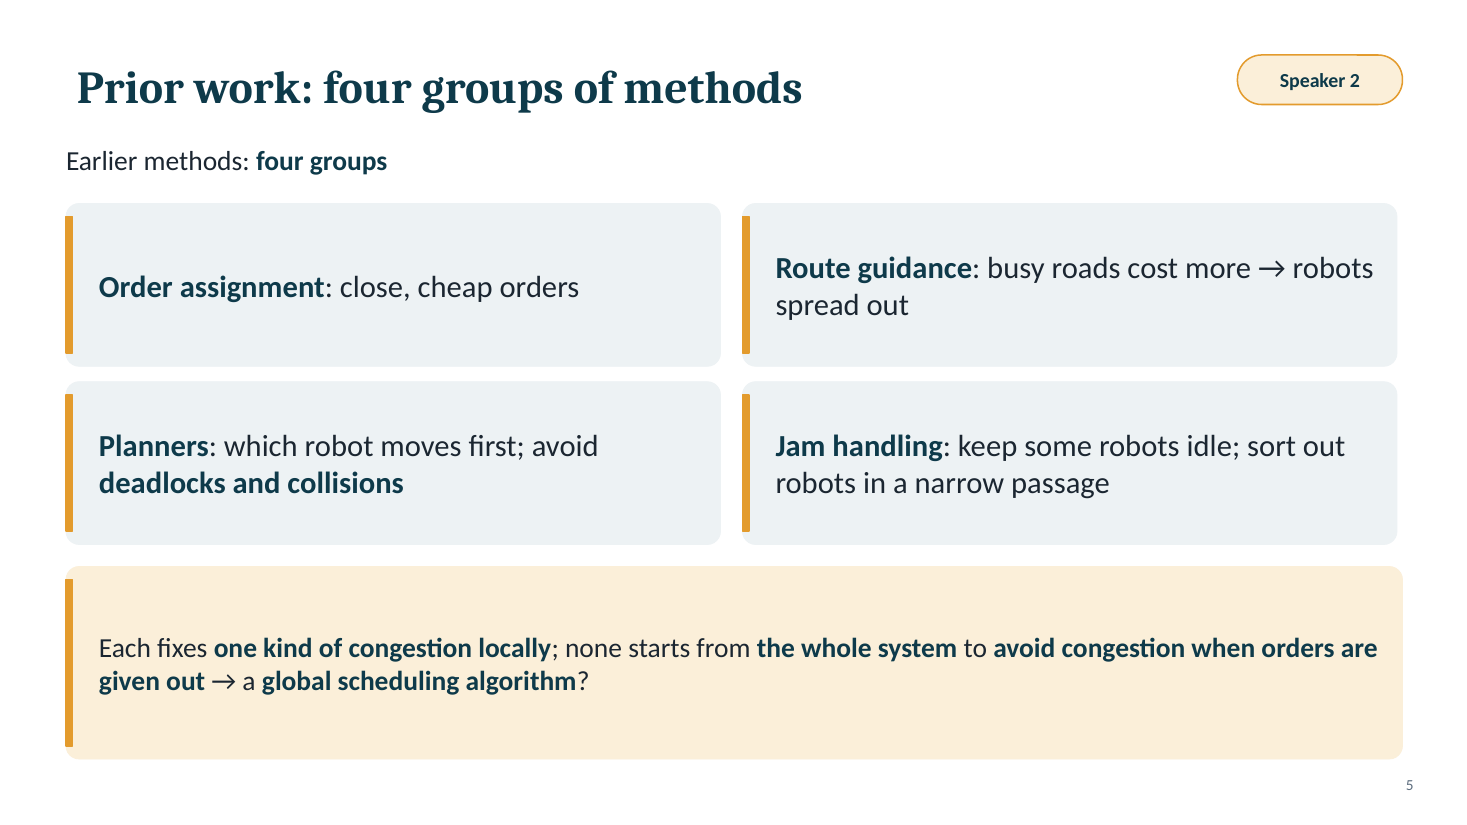 Prior work: four groups of methods
Speaker 2
Earlier methods: four groups
Order assignment: close, cheap orders
Route guidance: busy roads cost more → robots
spread out
Planners: which robot moves first; avoid
deadlocks and collisions
Jam handling: keep some robots idle; sort out
robots in a narrow passage
Each fixes one kind of congestion locally; none starts from the whole system to avoid congestion when orders are
given out → a global scheduling algorithm?
5